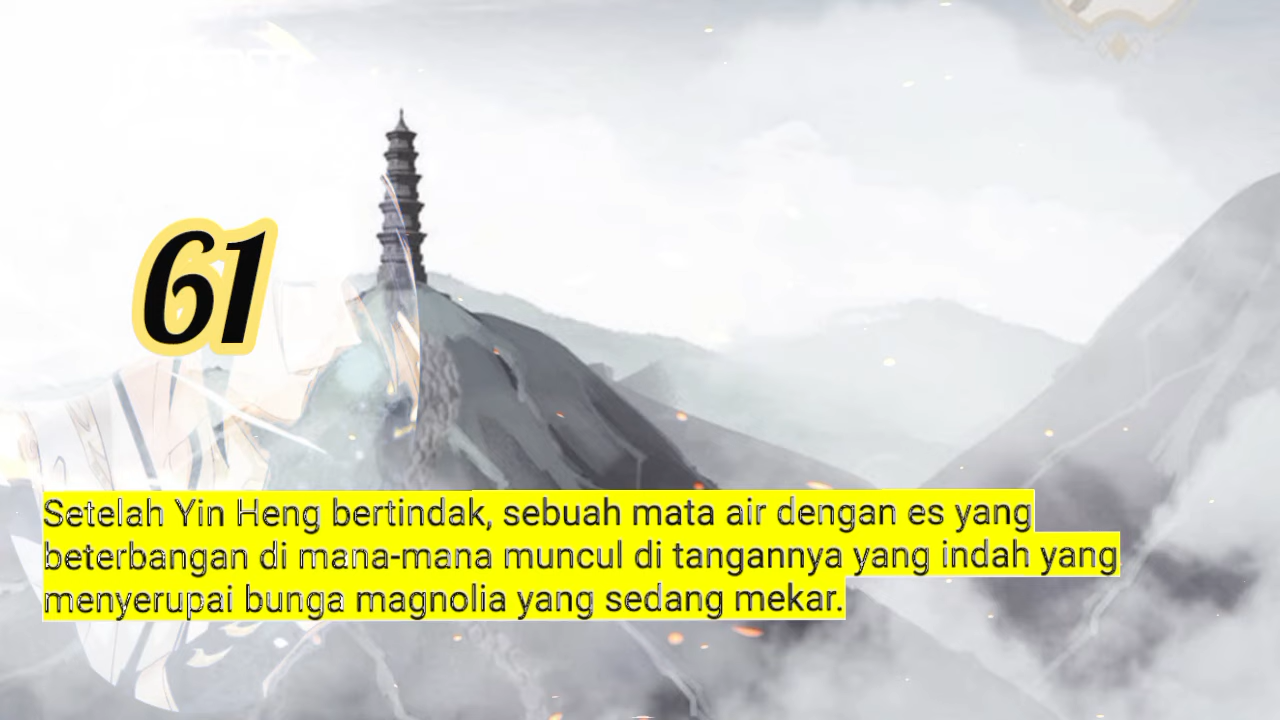 61
Setelah Yin Heng bertindak, sebuah mata air dengan es yang
beterbangan di mana-mana muncul di tangannya yang indah yang
menyerupai bunga magnolia yang sedang mekar.